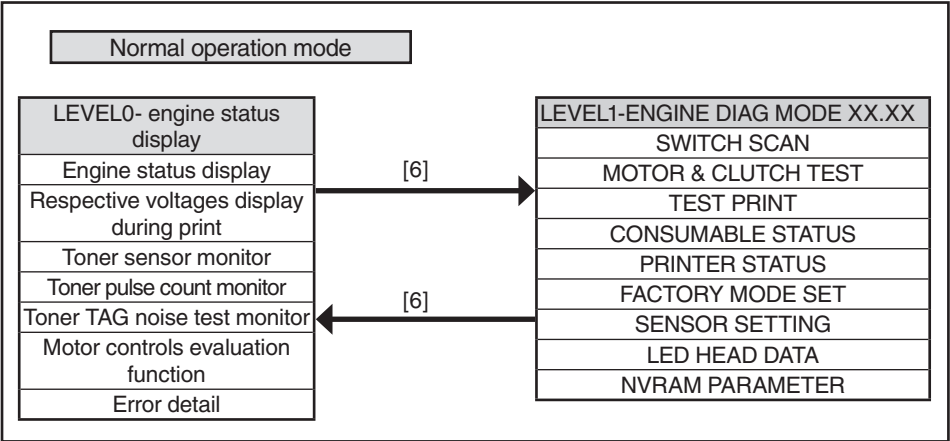 Normal operation mode
LEVEL0- engine status
display
Engine status display
Respective voltages display
during print
Toner sensor monitor
Toner pulse count monitor
Toner TAG noise test monitor
Motor controls evaluation
function
Error detail
[6]
[6]
LEVEL1-ENGINE DIAG MODE XX.XX
SWITCH SCAN
MOTOR & CLUTCH TEST
TEST PRINT
CONSUMABLE STATUS
PRINTER STATUS
FACTORY MODE SET
SENSOR SETTING
LED HEAD DATA
NVRAM PARAMETER